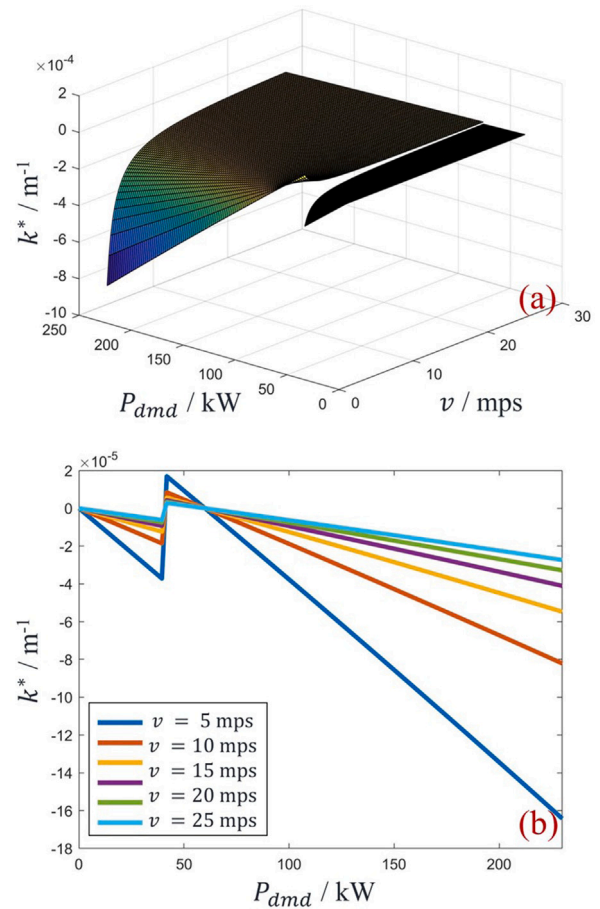 ×10⁻⁴
2
0
-2
-4
-6
-8
-10
k* / m⁻¹
250
200
150
100
50
0
P_dmd / kW
0
10
20
30
v / mps
(a)
×10⁻⁵
2
0
-2
-4
-6
-8
-10
-12
-14
-16
-18
k* / m⁻¹
v = 5 mps
v = 10 mps
v = 15 mps
v = 20 mps
v = 25 mps
(b)
0 50 100 150 200
P_dmd / kW